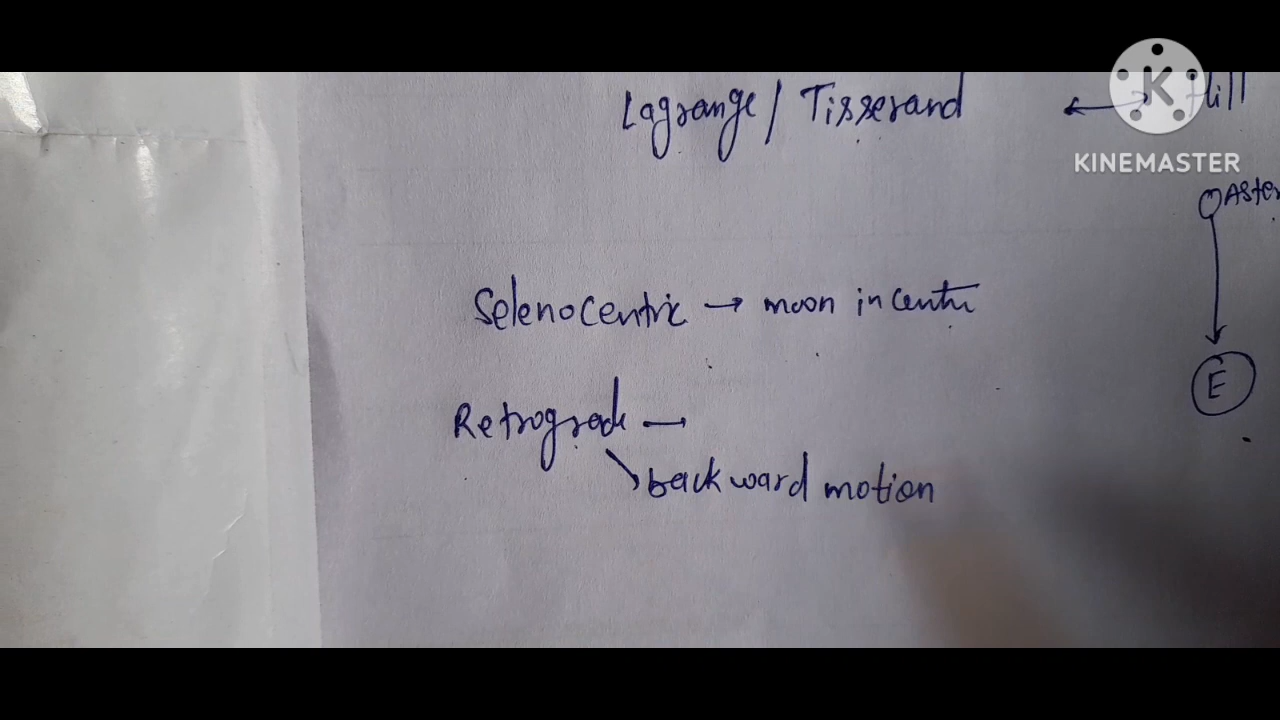 Lagrange / Tisserand ↔ Hill
KINEMASTER
Aster
Selenocentric → moon in centre
E
Retrograde →
backward motion